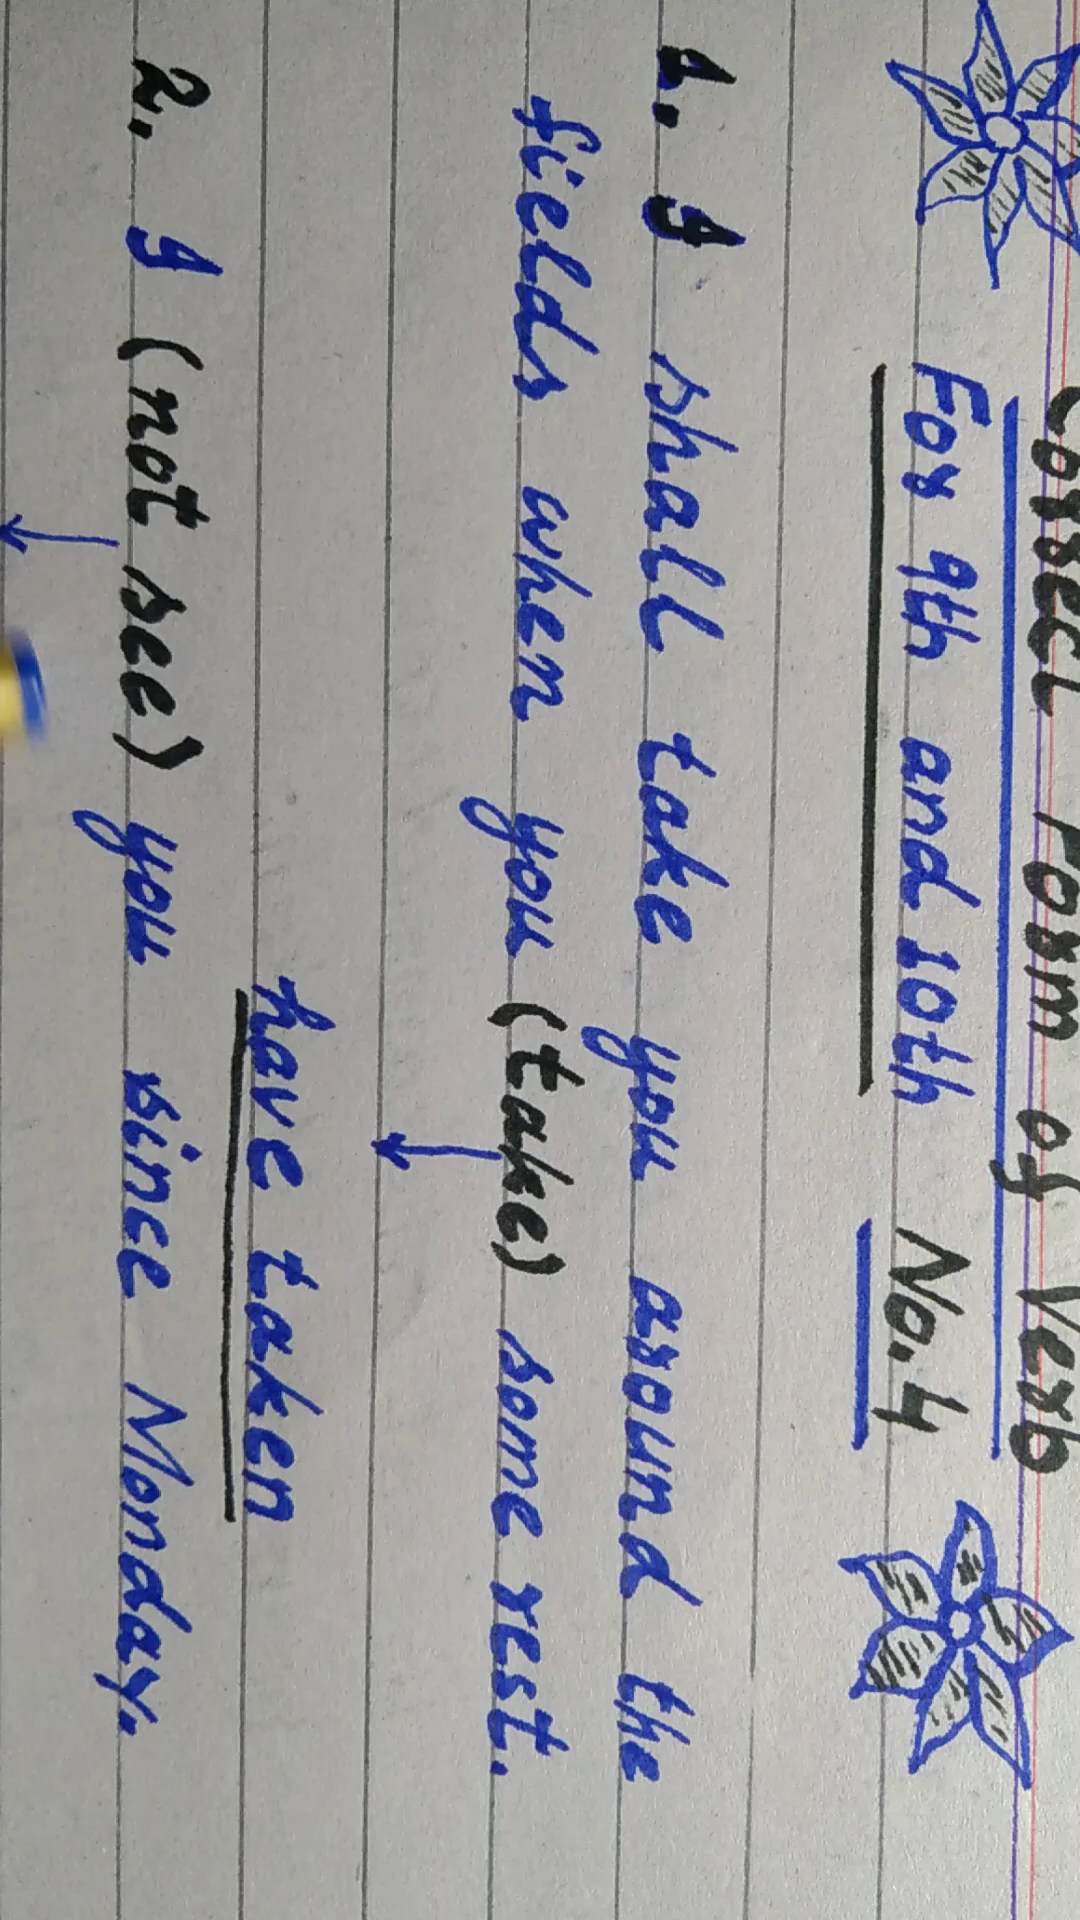 Correct Form of Verb
For 9th and 10th No. 4
1. I shall take you around the
fields when you (take) some rest.
have taken
2. I (not see) you since Monday.